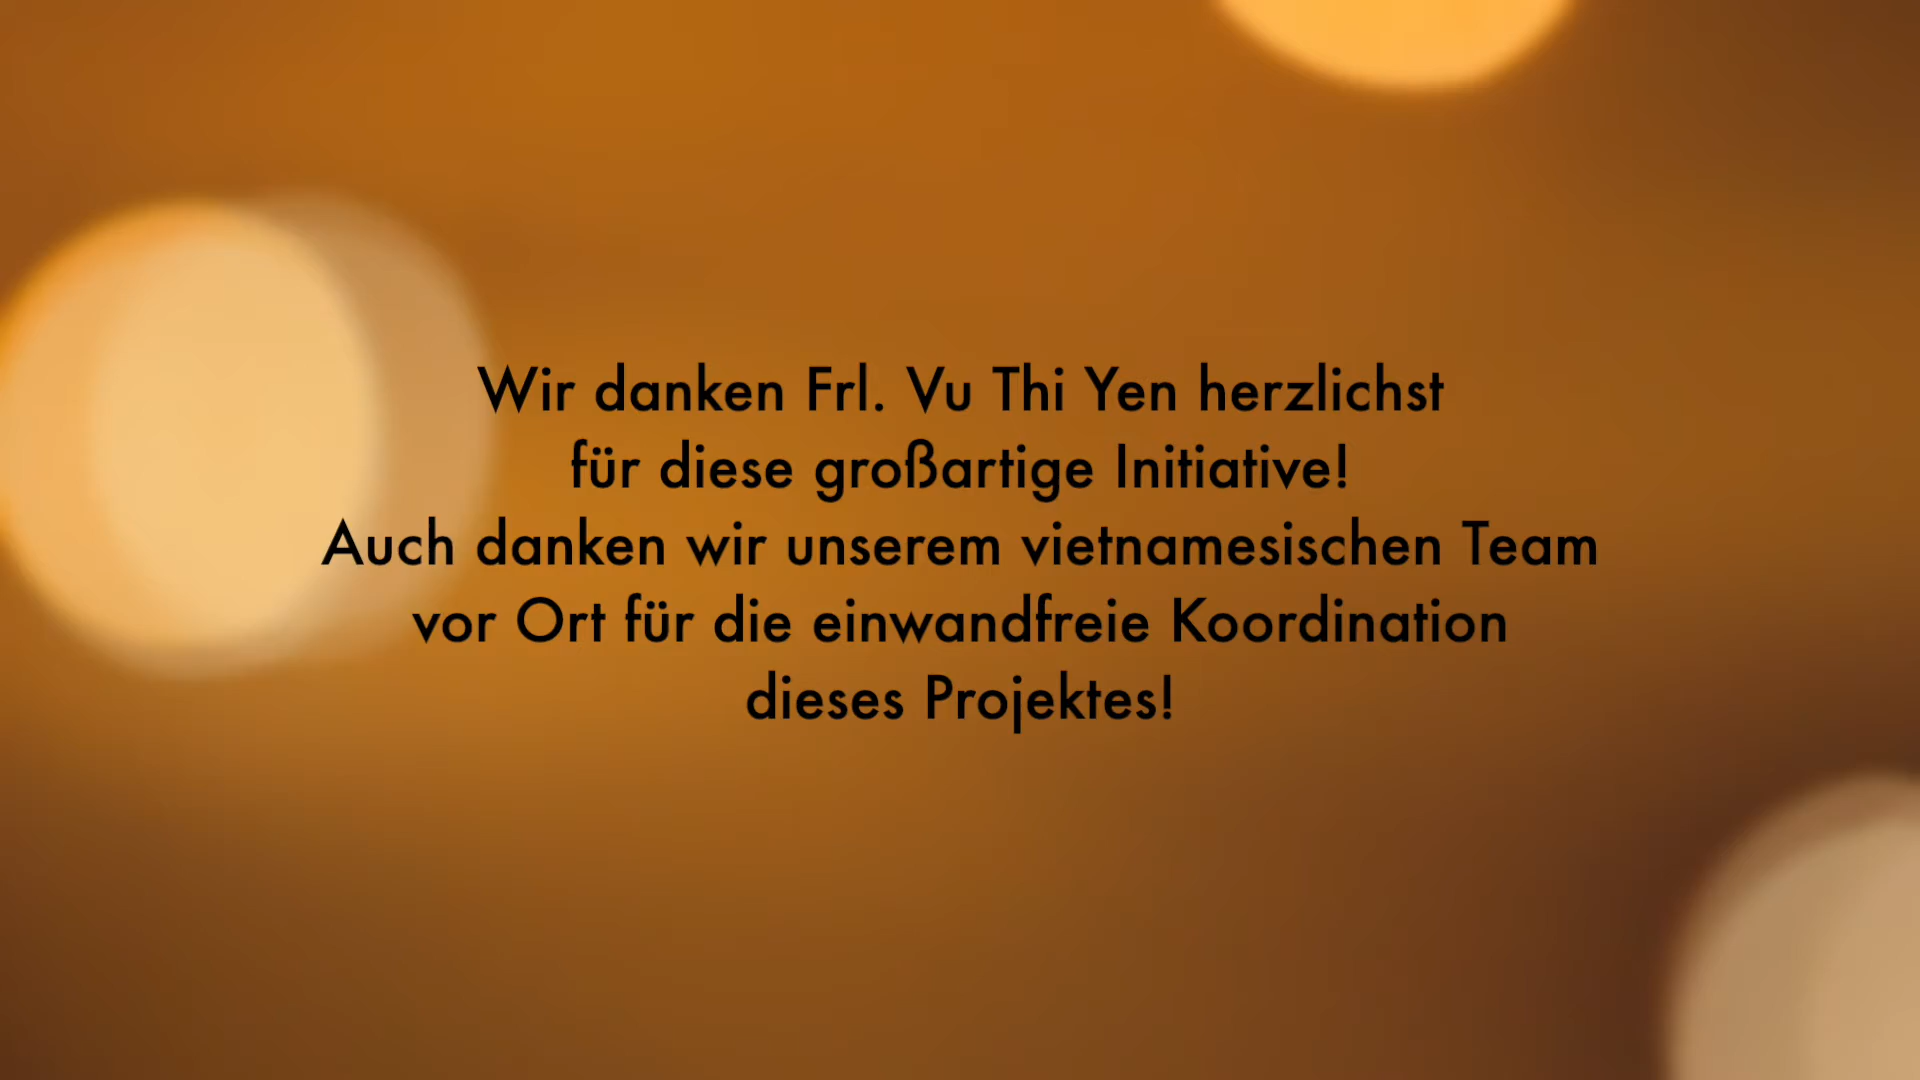 Wir danken Frl. Vu Thi Yen herzlichst
für diese großartige Initiative!
Auch danken wir unserem vietnamesischen Team
vor Ort für die einwandfreie Koordination
dieses Projektes!